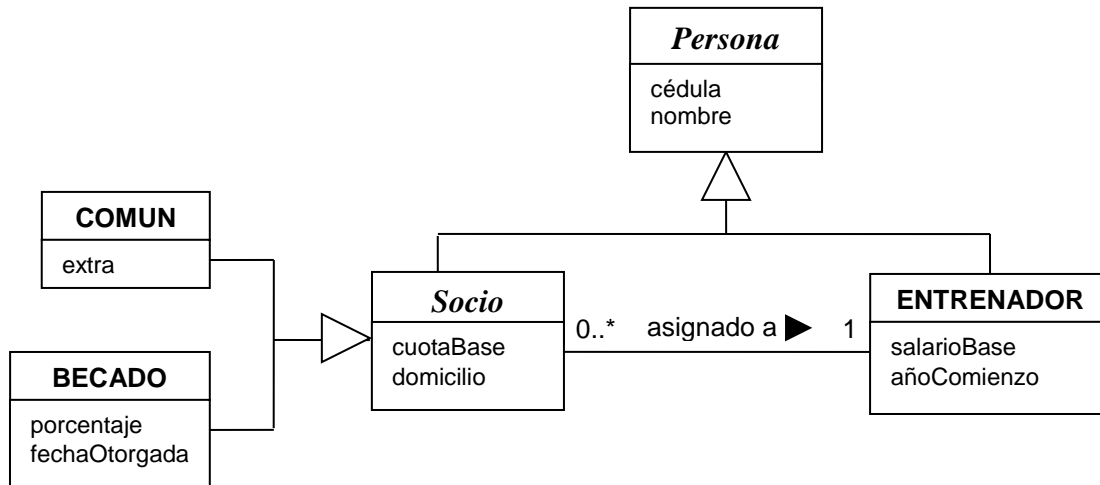 Persona
cédula
nombre
COMUN
extra
Socio
cuotaBase
domicilio
0..* asignado a 1
ENTRENADOR
salarioBase
añoComienzo
BECADO
porcentaje
fechaOtorgada